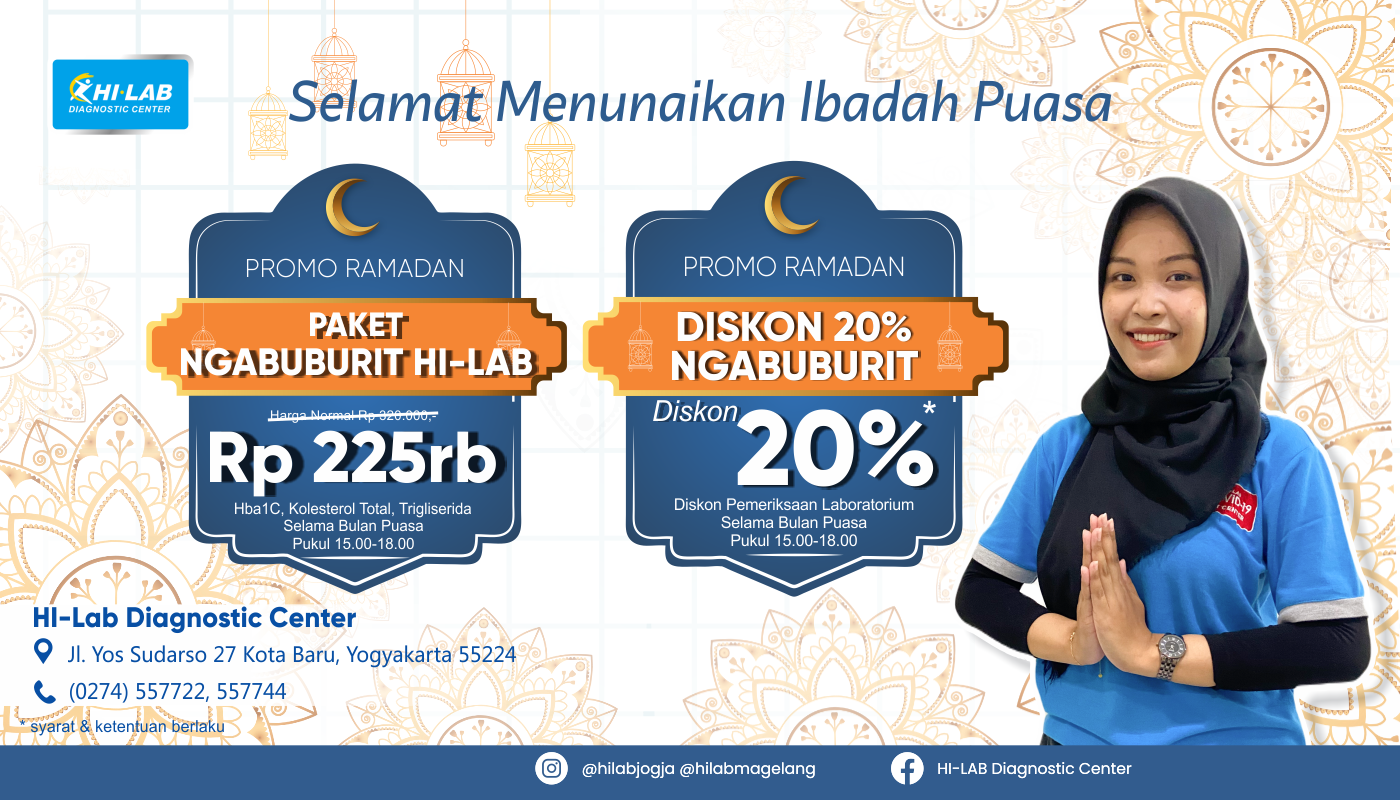 HI-LAB
DIAGNOSTIC CENTER
Selamat Menunaikan Ibadah Puasa
PROMO RAMADAN
PAKET
NGABUBURIT HI-LAB
Harga Normal Rp 320.000,-
Rp 225rb
Hba1C, Kolesterol Total, Trigliserida
Selama Bulan Puasa
Pukul 15.00-18.00
PROMO RAMADAN
DISKON 20%
NGABUBURIT
Diskon 20%*
Diskon Pemeriksaan Laboratorium
Selama Bulan Puasa
Pukul 15.00-18.00
CENTER
HI-Lab Diagnostic Center
Jl. Yos Sudarso 27 Kota Baru, Yogyakarta 55224
(0274) 557722, 557744
* syarat & ketentuan berlaku
@hilabjogja @hilabmagelang
HI-LAB Diagnostic Center